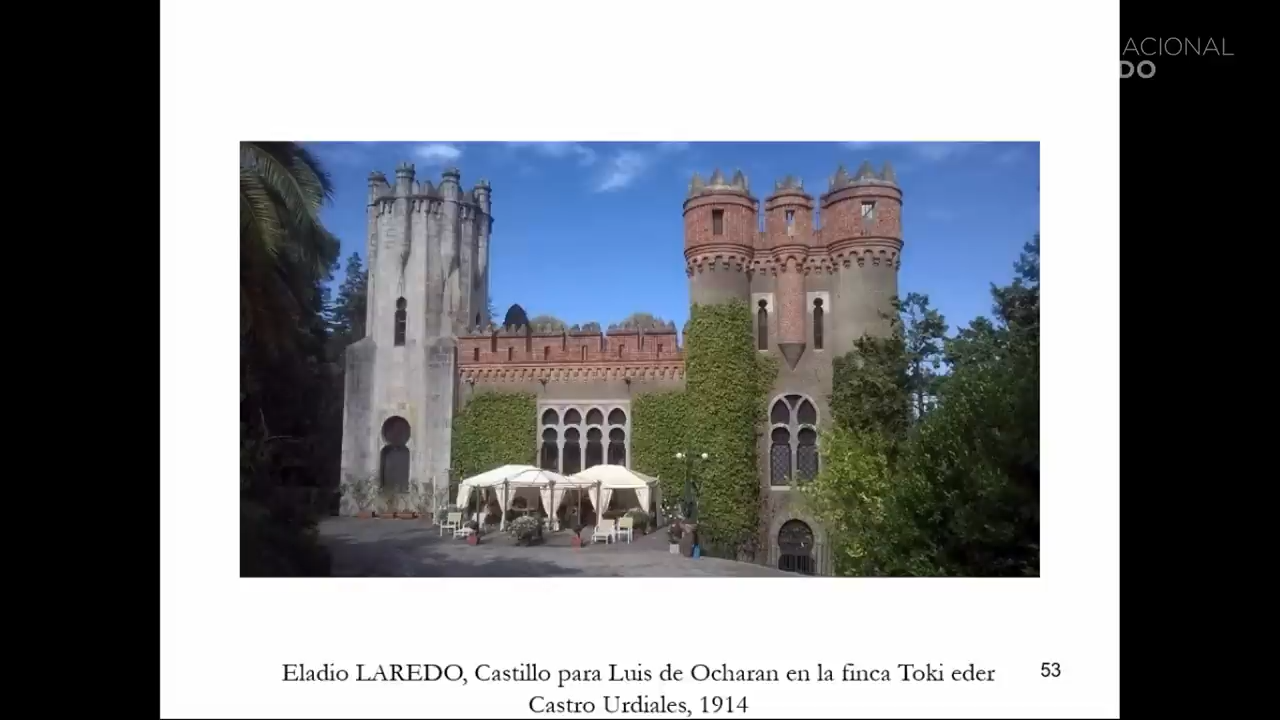 ACIONAL
DO
Eladio LAREDO, Castillo para Luis de Ocharan en la finca Toki eder
53
Castro Urdiales, 1914